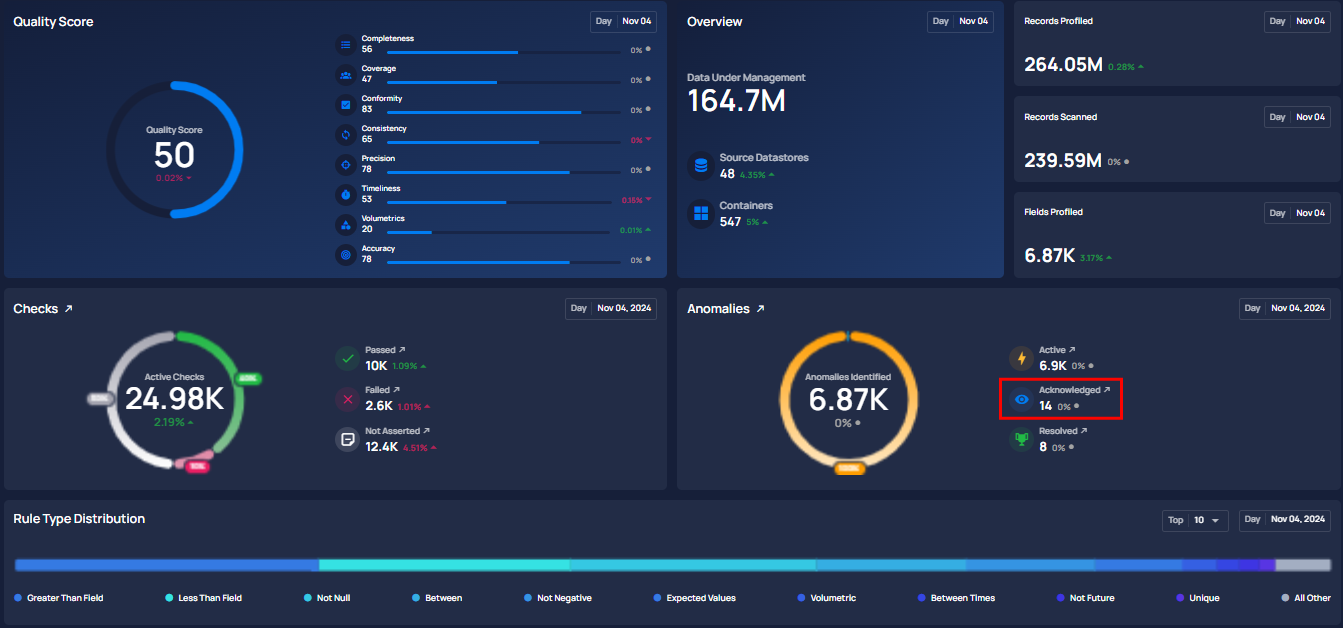 Quality Score
Day Nov 04
Completeness
56
0%
Coverage
47
0%
Conformity
83
0%
Consistency
65
0%
Precision
78
0%
Timeliness
53
0.15%
Volumetrics
20
0.01%
Accuracy
78
0%
Quality Score
50
0.02%
Overview
Day Nov 04
Data Under Management
164.7M
Source Datastores
48 4.35%
Containers
547 5%
Records Profiled
Day Nov 04
264.05M 0.28%
Records Scanned
Day Nov 04
239.59M 0%
Fields Profiled
Day Nov 04
6.87K 3.17%
Checks
Day Nov 04, 2024
Active Checks
24.98K
2.19%
Passed
10K 1.09%
Failed
2.6K 1.01%
Not Asserted
12.4K 4.51%
Anomalies
Day Nov 04, 2024
Anomalies Identified
6.87K
0%
Active
6.9K 0%
Acknowledged
14 0%
Resolved
8 0%
Rule Type Distribution
Top 10
Day Nov 04, 2024
Greater Than Field Less Than Field Not Null Between Not Negative Expected Values Volumetric Between Times Not Future Unique All Other